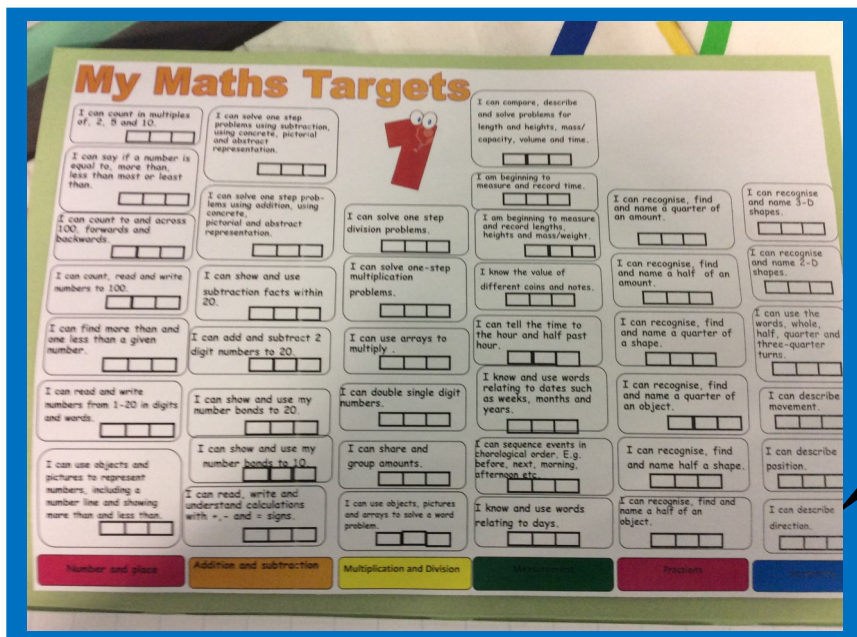 My Maths Targets
1
I can count in multiples
of, 2, 5 and 10.
I can say if a number is
equal to, more than,
less than most or least
than.
I can count to and across
100, forwards and
backwards.
I can count, read and write
numbers to 100.
I can find more than and
one less than a given
number.
I can read and write
numbers from 1-20 in digits
and words.
I can use objects and
pictures to represent
numbers, including a
number line and showing
more than and less than.
Number and place
I can solve one step
problems using subtraction,
using concrete, pictorial
and abstract
representation.
I can solve one step prob-
lems using addition, using
concrete,
pictorial and abstract
representation.
I can show and use
subtraction facts within
20.
I can add and subtract 2
digit numbers to 20.
I can show and use my
number bonds to 20.
I can show and use my
number bonds to 10.
I can read, write and
understand calculations
with +,- and = signs.
Addition and subtraction
I can solve one step
division problems.
I can solve one-step
multiplication
problems.
I can use arrays to
multiply .
I can double single digit
numbers.
I can share and
group amounts.
I can use objects, pictures
and arrays to solve a word
problem.
Multiplication and Division
I can compare, describe
and solve problems for
length and heights, mass/
capacity, volume and time.
I am beginning to
measure and record time.
I am beginning to measure
and record lengths,
heights and mass/weight.
I know the value of
different coins and notes.
I can tell the time to
the hour and half past
hour.
I know and use words
relating to dates such
as weeks, months and
years.
I can sequence events in
chorological order. E.g.
before, next, morning,
afternoon etc.
I know and use words
relating to days.
I can recognise, find
and name a quarter of
an amount.
I can recognise, find
and name a half of an
amount.
I can recognise, find
and name a quarter of
a shape.
I can recognise, find
and name a quarter of
an object.
I can recognise, find
and name half a shape.
I can recognise, find and
name a half of an
object.
Fractions
I can recognise
and name 3-D
shapes.
I can recognise
and name 2-D
shapes.
I can use the
words, whole,
half, quarter and
three-quarter
turns.
I can describe
movement.
I can describe
position.
I can describe
direction.